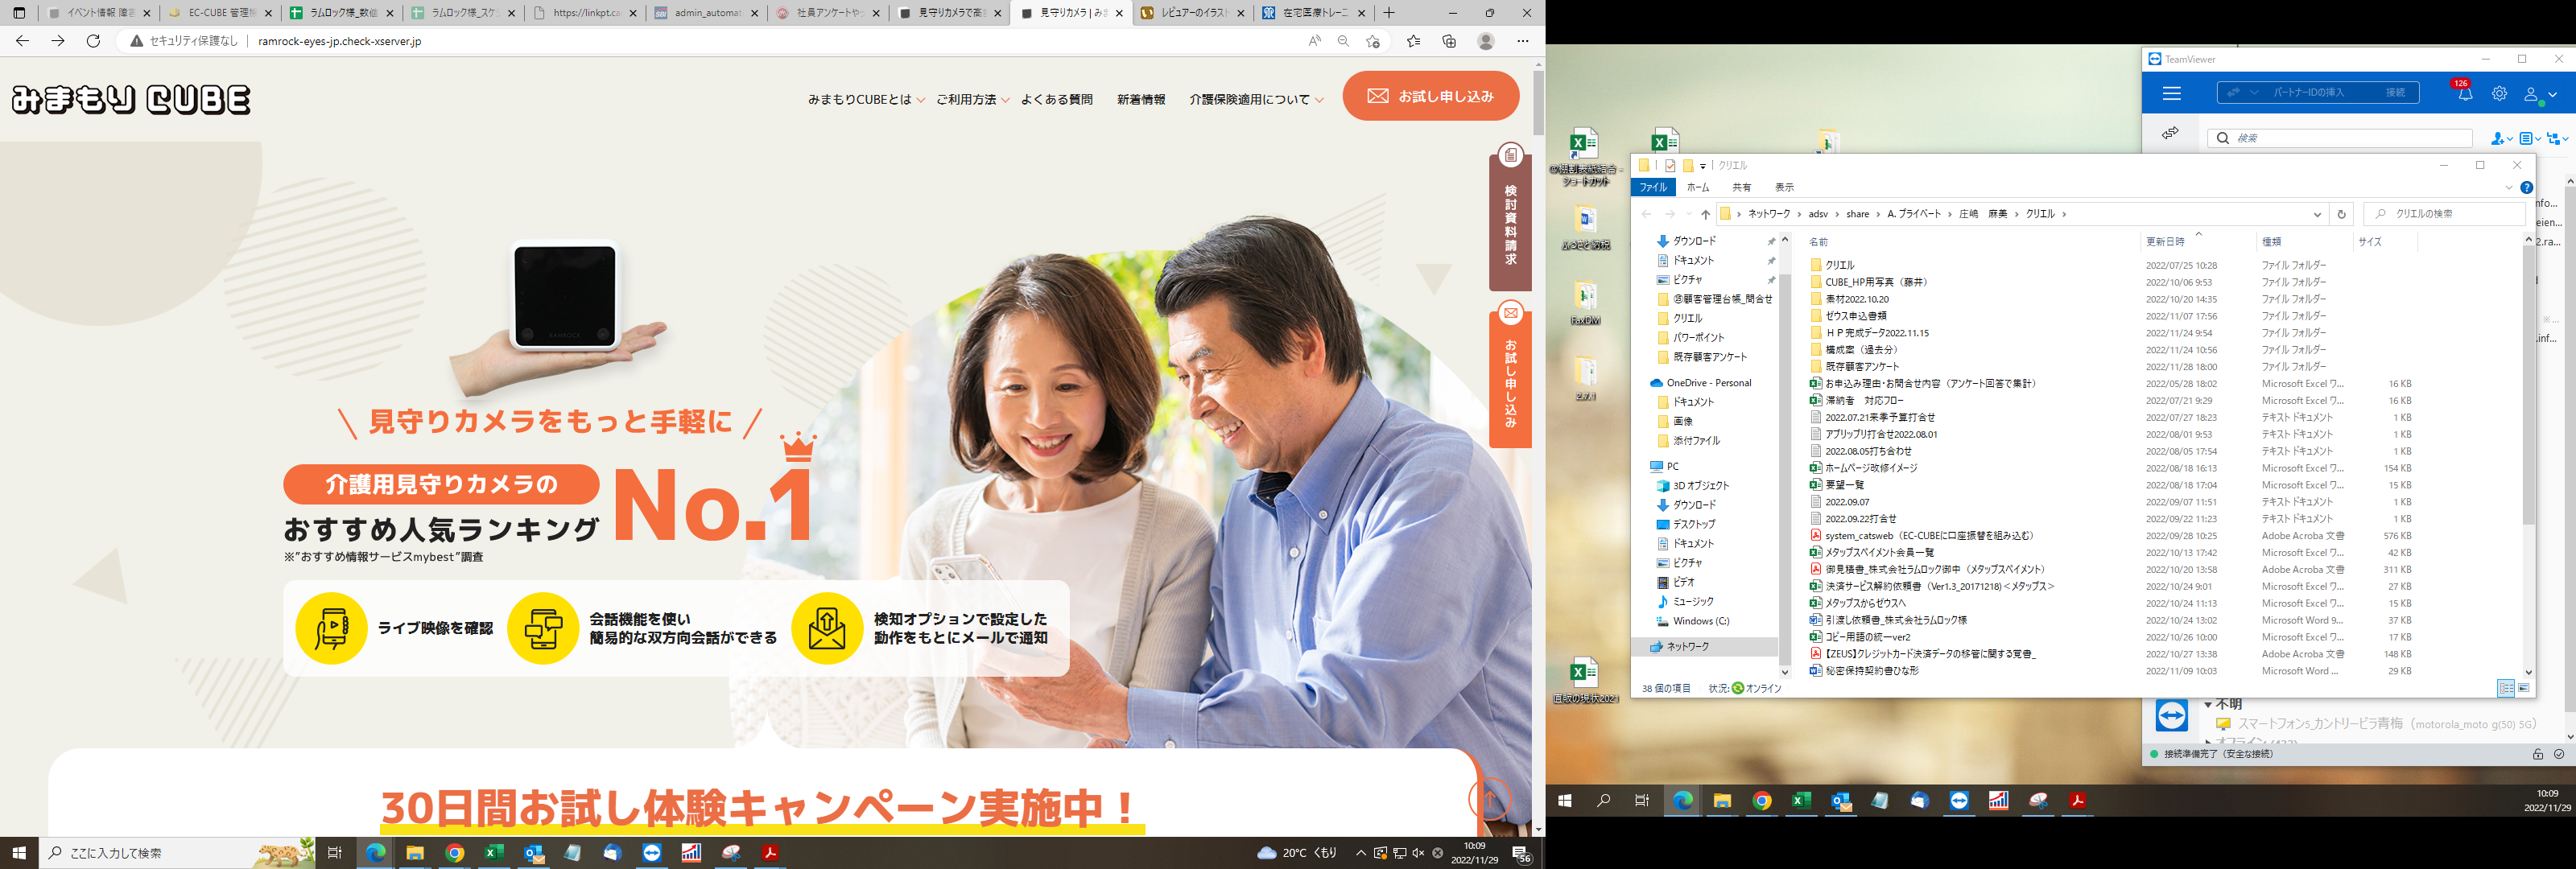 イベント情報 障害
EC-CUBE 管理機
ラムロック様_数値
ラムロック様_スケジ
https://linkpt.ca
admin_automat
社員アンケートやっ
見守りカメラで高齢
見守りカメラ | みま
レビュアーのイラスト
在宅医療トレーニ
セキュリティ保護なし
ramrock-eyes-jp.check-xserver.jp
みまもり CUBE
みまもりCUBEとは
ご利用方法
よくある質問
新着情報
介護保険適用について
お試し申し込み
検討資料請求
お試し申し込み
RAMROCK
見守りカメラをもっと手軽に
介護用見守りカメラの
おすすめ人気ランキング
No.1
※"おすすめ情報サービスmybest"調査
ライブ映像を確認
会話機能を使い
簡易的な双方向会話ができる
検知オプションで設定した
動作をもとにメールで通知
30日間お試し体験キャンペーン実施中！
ここに入力して検索
20°C くもり
10:09
2022/11/29
56
ショートカット
ふるさと納税
FaxDM
2.7.1
直販の現状2021
TeamViewer
パートナーIDの挿入
接続
126
検索
クリエル
ファイル
ホーム
共有
表示
ネットワーク › adsv › share › A. プライベート › 庄嶋　麻美 › クリエル ›
クリエルの検索
ダウンロード
ドキュメント
ピクチャ
㉘顧客管理台帳_問合せ
クリエル
パワーポイント
既存顧客アンケート
OneDrive - Personal
ドキュメント
画像
添付ファイル
PC
3D オブジェクト
ダウンロード
デスクトップ
ドキュメント
ピクチャ
ビデオ
ミュージック
Windows (C:)
ネットワーク
名前 更新日時 種類 サイズ
クリエル 2022/07/25 10:28 ファイル フォルダー
CUBE_HP用写真（藤井） 2022/10/06 9:53 ファイル フォルダー
素材2022.10.20 2022/10/20 14:35 ファイル フォルダー
ゼウス申込書類 2022/11/07 17:56 ファイル フォルダー
ＨＰ完成データ2022.11.15 2022/11/24 9:54 ファイル フォルダー
構成案（過去分） 2022/11/24 10:56 ファイル フォルダー
既存顧客アンケート 2022/11/28 18:00 ファイル フォルダー
お申込み理由・お問合せ内容（アンケート回答で集計） 2022/05/28 18:02 Microsoft Excel ワ... 16 KB
滞納者　対応フロー 2022/07/21 9:29 Microsoft Excel ワ... 16 KB
2022.07.21来季予算打合せ 2022/07/27 18:23 テキスト ドキュメント 1 KB
アプリップリ打合せ2022.08.01 2022/08/01 9:53 テキスト ドキュメント 1 KB
2022.08.05打ち合わせ 2022/08/05 17:54 テキスト ドキュメント 1 KB
ホームページ改修イメージ 2022/08/18 16:13 Microsoft Excel ワ... 154 KB
要望一覧 2022/08/18 17:04 Microsoft Excel ワ... 15 KB
2022.09.07 2022/09/07 11:51 テキスト ドキュメント 1 KB
2022.09.22打合せ 2022/09/22 11:23 テキスト ドキュメント 1 KB
system_catsweb（EC-CUBEに口座振替を組み込む） 2022/09/28 10:25 Adobe Acroba 文書 576 KB
メタップスペイメント会員一覧 2022/10/13 17:42 Microsoft Excel ワ... 42 KB
御見積書_株式会社ラムロック御中（メタップスペイメント） 2022/10/20 13:58 Adobe Acroba 文書 311 KB
決済サービス解約依頼書（Ver1.3_20171218）＜メタップス＞ 2022/10/24 9:01 Microsoft Excel ワ... 27 KB
メタップスからゼウスへ 2022/10/24 11:13 Microsoft Excel ワ... 15 KB
引渡し依頼書_株式会社ラムロック様 2022/10/24 13:02 Microsoft Word 9... 37 KB
コピー用語の統一ver2 2022/10/26 10:00 Microsoft Excel ワ... 17 KB
【ZEUS】クレジットカード決済データの移管に関する覚書_ 2022/10/27 13:38 Adobe Acroba 文書 148 KB
秘密保持契約書ひな形 2022/11/09 10:03 Microsoft Word ... 29 KB
38 個の項目
状況: オンライン
不明
スマートフォン5_カントリービラ青梅（motorola_moto g(50) 5G）
接続準備完了（安全な接続）
10:09
2022/11/29